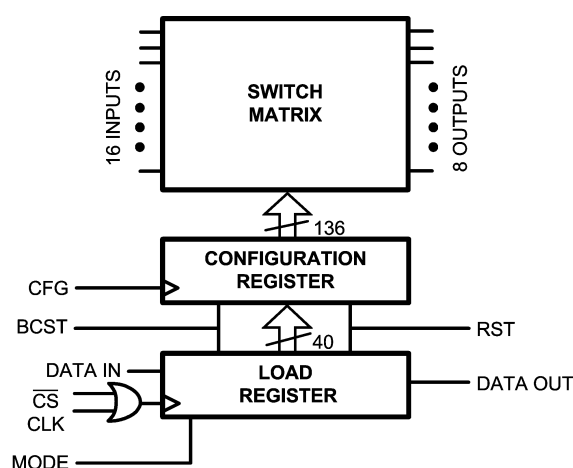 16 INPUTS
SWITCH
MATRIX
8 OUTPUTS
136
CONFIGURATION
REGISTER
CFG
BCST
40
RST
DATA IN
LOAD
REGISTER
DATA OUT
CS
CLK
MODE